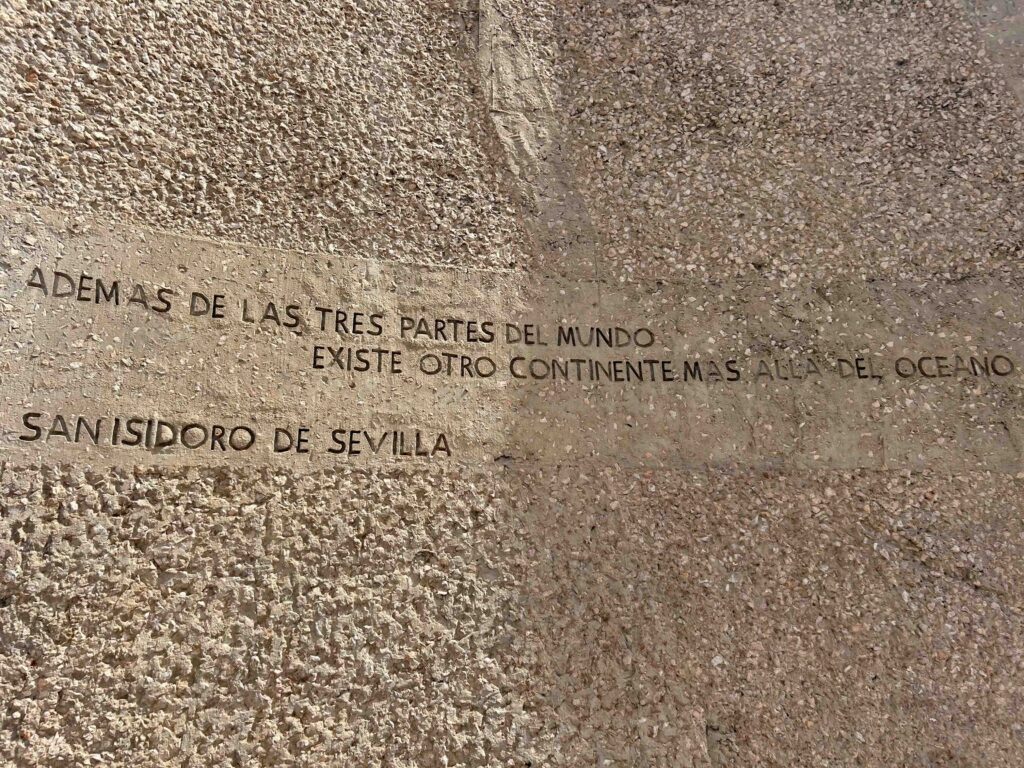 ADEMAS DE LAS TRES PARTES DEL MUNDO
EXISTE OTRO CONTINENTE MAS ALLA DEL OCEANO
SAN ISIDORO DE SEVILLA